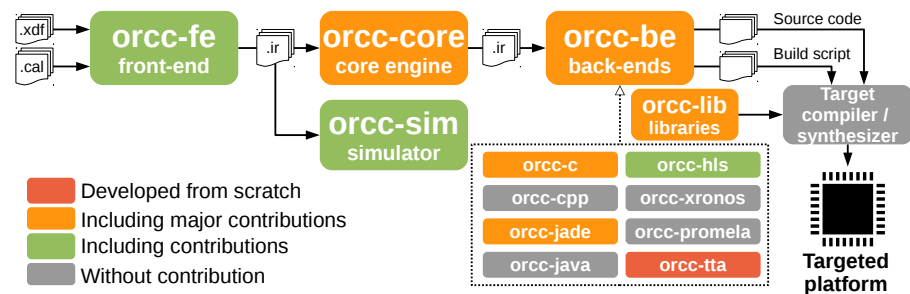 .xdf
.cal
orcc-fe
front-end
.ir
orcc-core
core engine
.ir
orcc-be
back-ends
Source code
Build script
orcc-lib
libraries
Target
compiler /
synthesizer
orcc-sim
simulator
orcc-c
orcc-hls
orcc-cpp
orcc-xronos
orcc-jade
orcc-promela
orcc-java
orcc-tta
Developed from scratch
Including major contributions
Including contributions
Without contribution
Targeted
platform